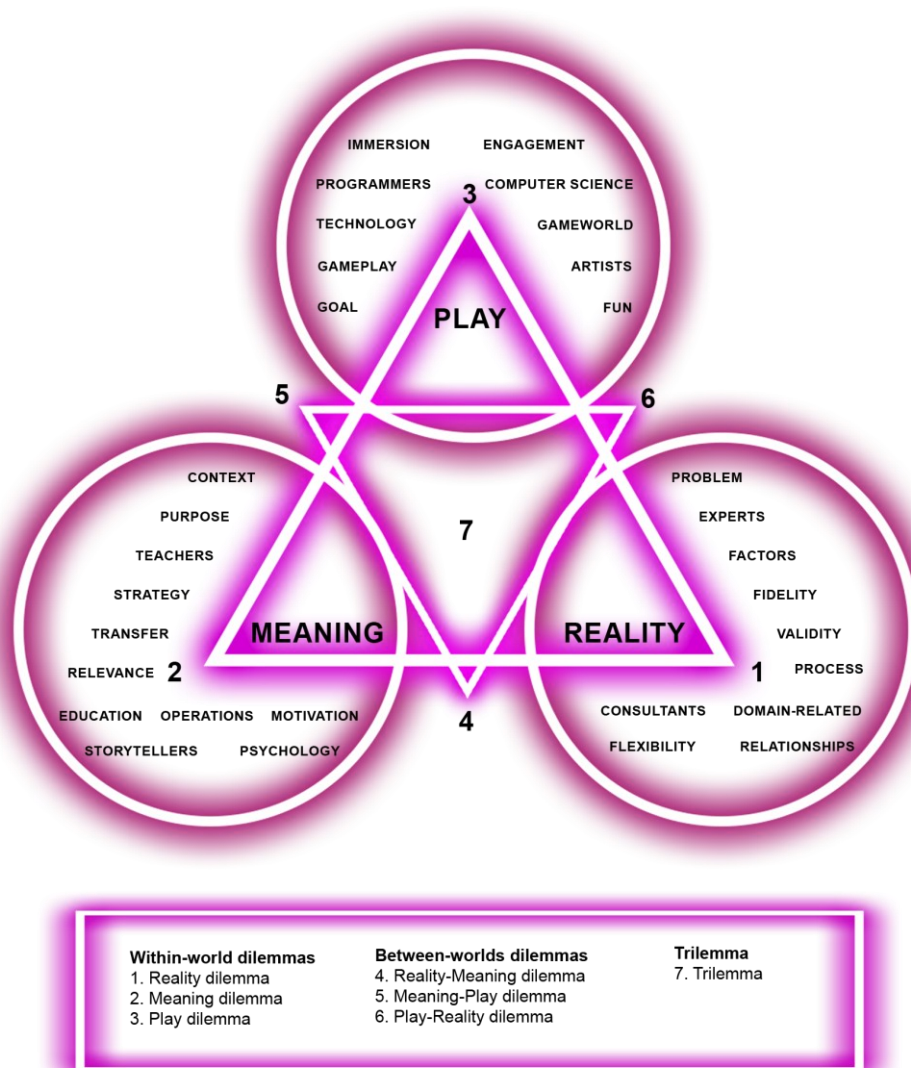 IMMERSION ENGAGEMENT
PROGRAMMERS COMPUTER SCIENCE
3
TECHNOLOGY GAMEWORLD
GAMEPLAY ARTISTS
GOAL FUN
PLAY
5 6
CONTEXT PROBLEM
PURPOSE EXPERTS
7
TEACHERS FACTORS
STRATEGY FIDELITY
TRANSFER MEANING REALITY VALIDITY
RELEVANCE 2 1 PROCESS
EDUCATION OPERATIONS MOTIVATION CONSULTANTS DOMAIN-RELATED
4
STORYTELLERS PSYCHOLOGY FLEXIBILITY RELATIONSHIPS
Within-world dilemmas
1. Reality dilemma
2. Meaning dilemma
3. Play dilemma
Between-worlds dilemmas
4. Reality-Meaning dilemma
5. Meaning-Play dilemma
6. Play-Reality dilemma
Trilemma
7. Trilemma